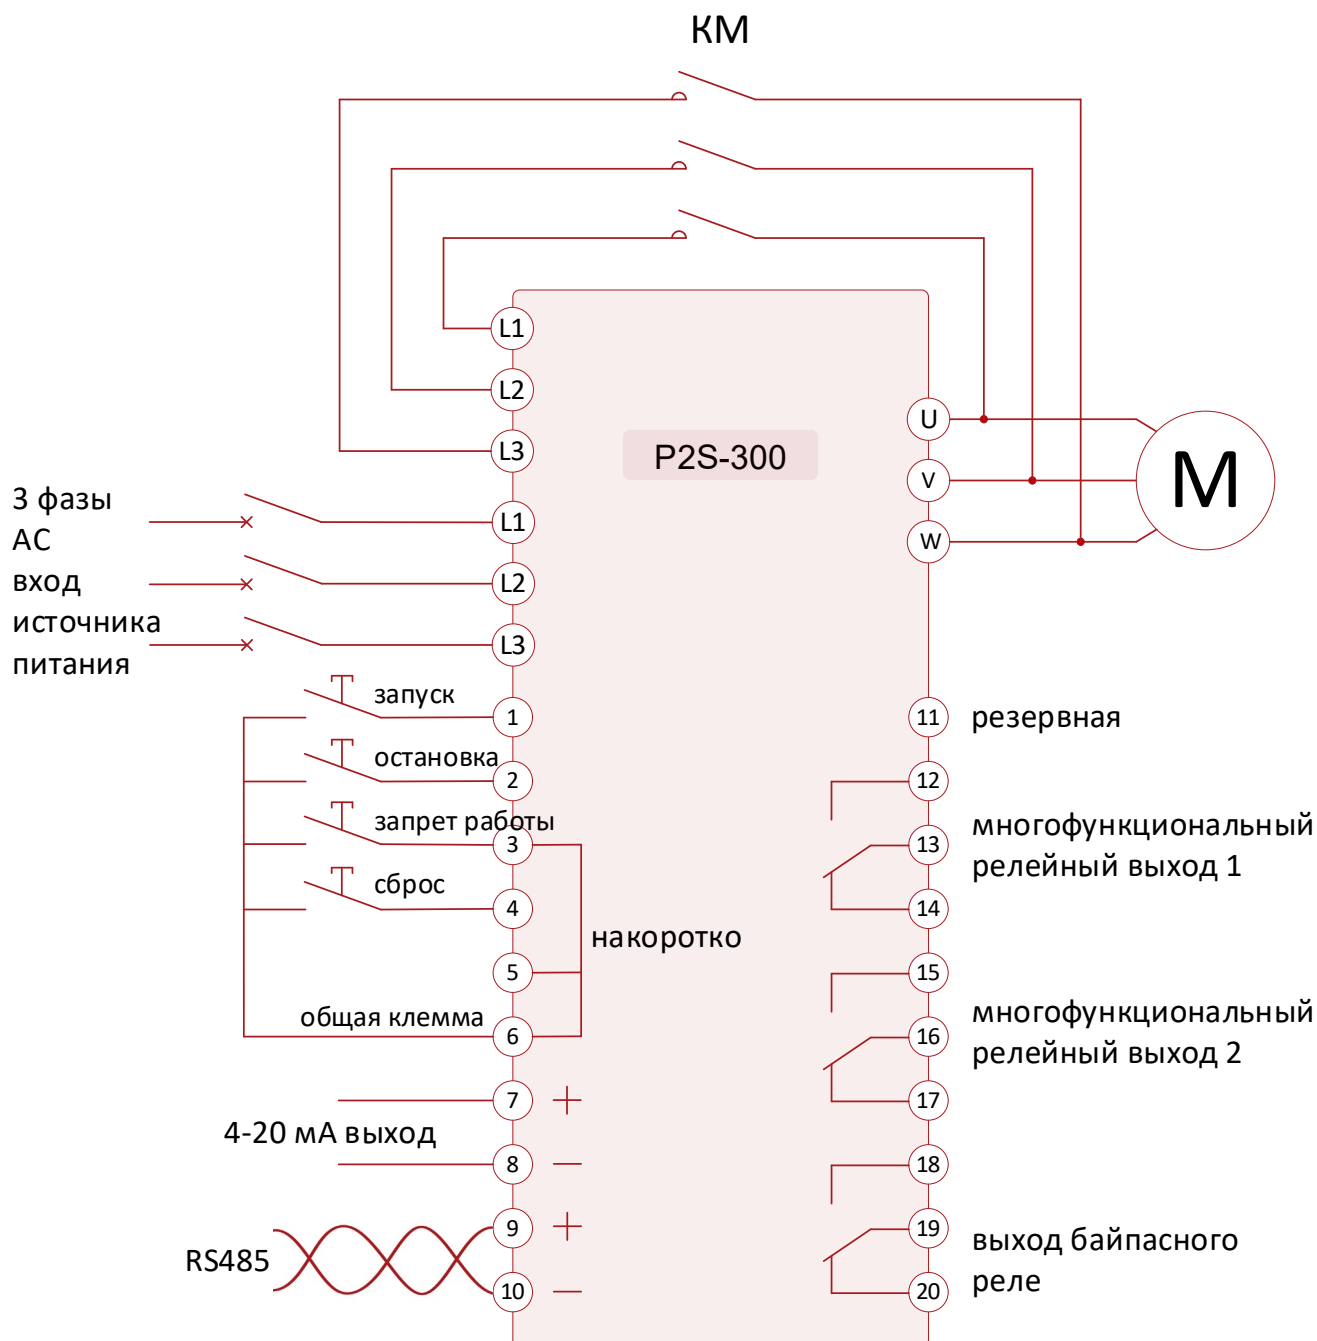 КМ
L1
L2
L3
P2S-300
U
V
W
M
3 фазы
АС
вход
источника
питания
L1
L2
L3
запуск
1
остановка
2
запрет работы
3
сброс
4
накоротко
5
общая клемма
6
7
+
4-20 мА выход
8
—
9
+
RS485
10
—
11
резервная
12
многофункциональный
13
релейный выход 1
14
15
многофункциональный
16
релейный выход 2
17
18
19
выход байпасного
реле
20